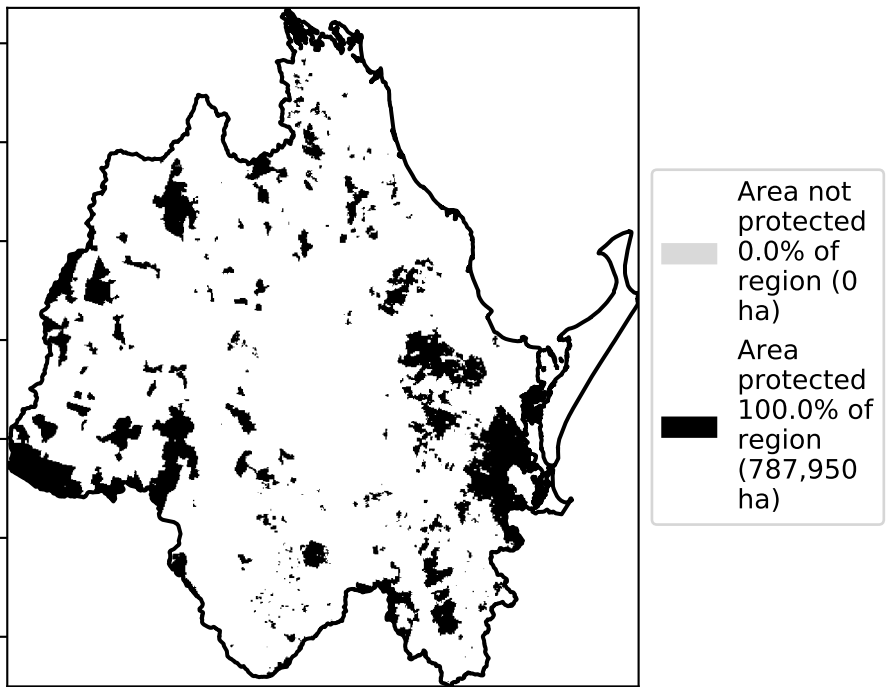 Area not
protected
0.0% of
region (0
ha)
Area
protected
100.0% of
region
(787,950
ha)